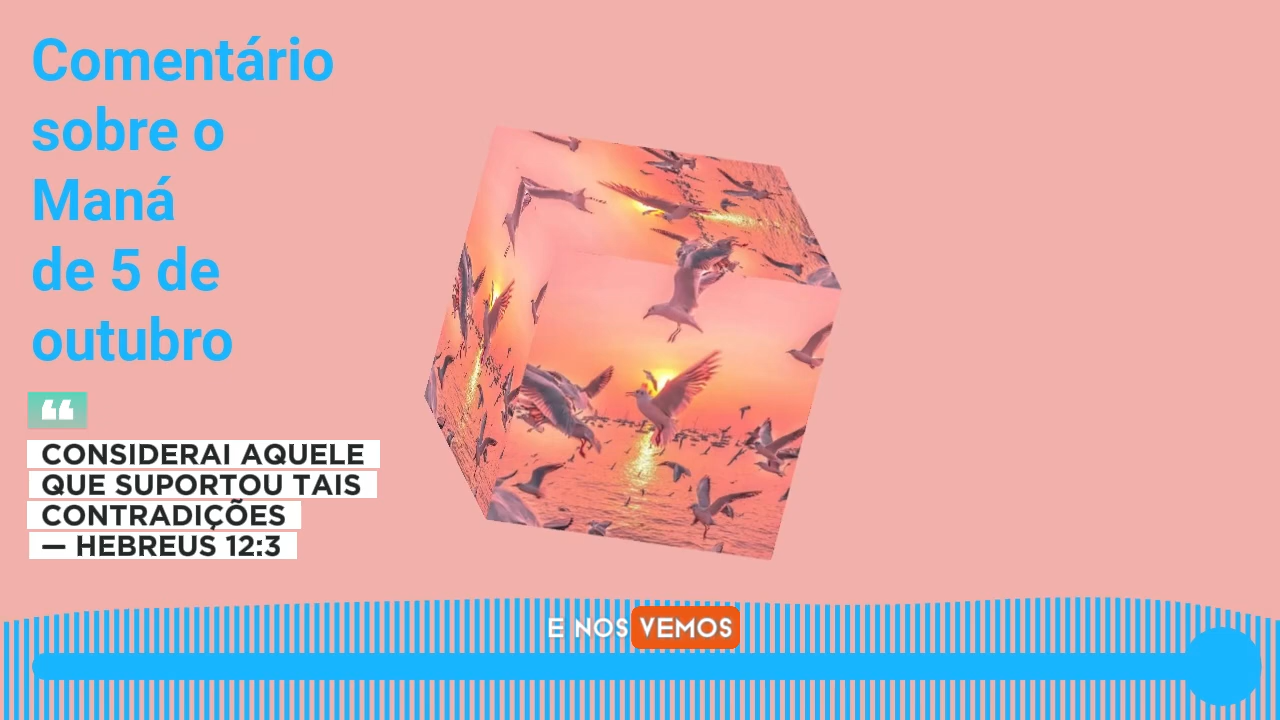 Comentário
sobre o
Maná
de 5 de
outubro
❝
CONSIDERAI AQUELE
QUE SUPORTOU TAIS
CONTRADIÇÕES
— HEBREUS 12:3
E NOS VEMOS